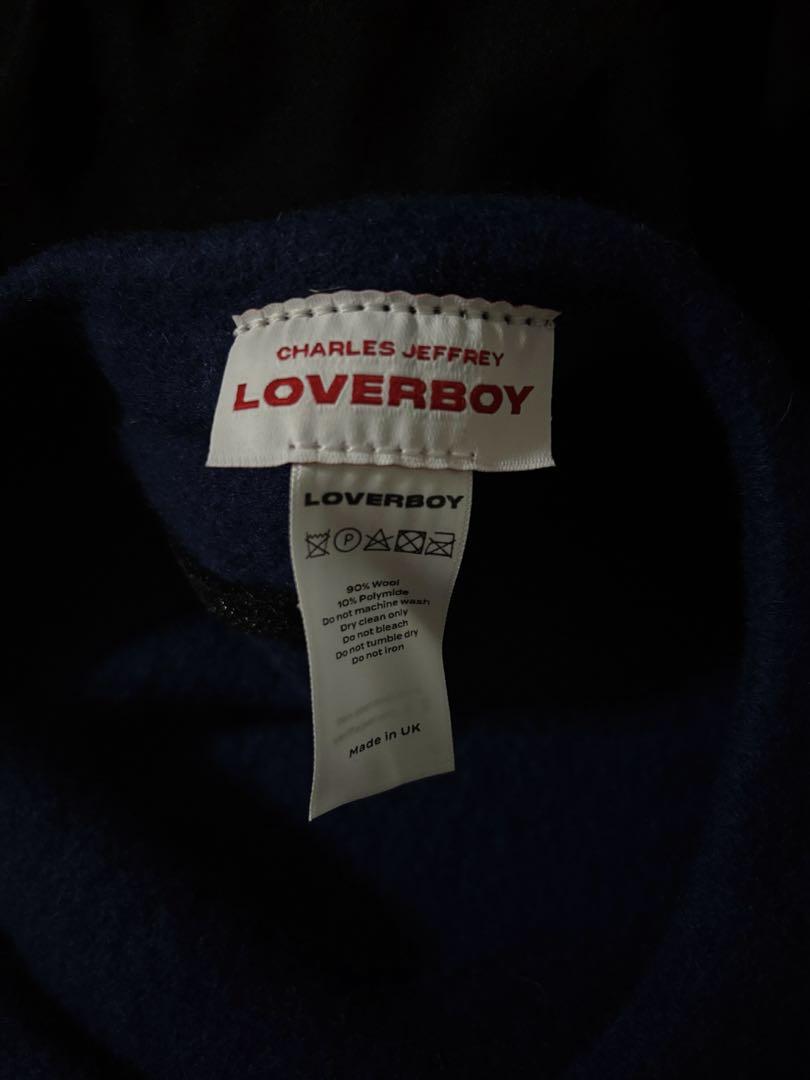 CHARLES JEFFREY
LOVERBOY
LOVERBOY
P
90% Wool
10% Polymide
Do not machine wash
Dry clean only
Do not bleach
Do not tumble dry
Do not iron
Made in UK